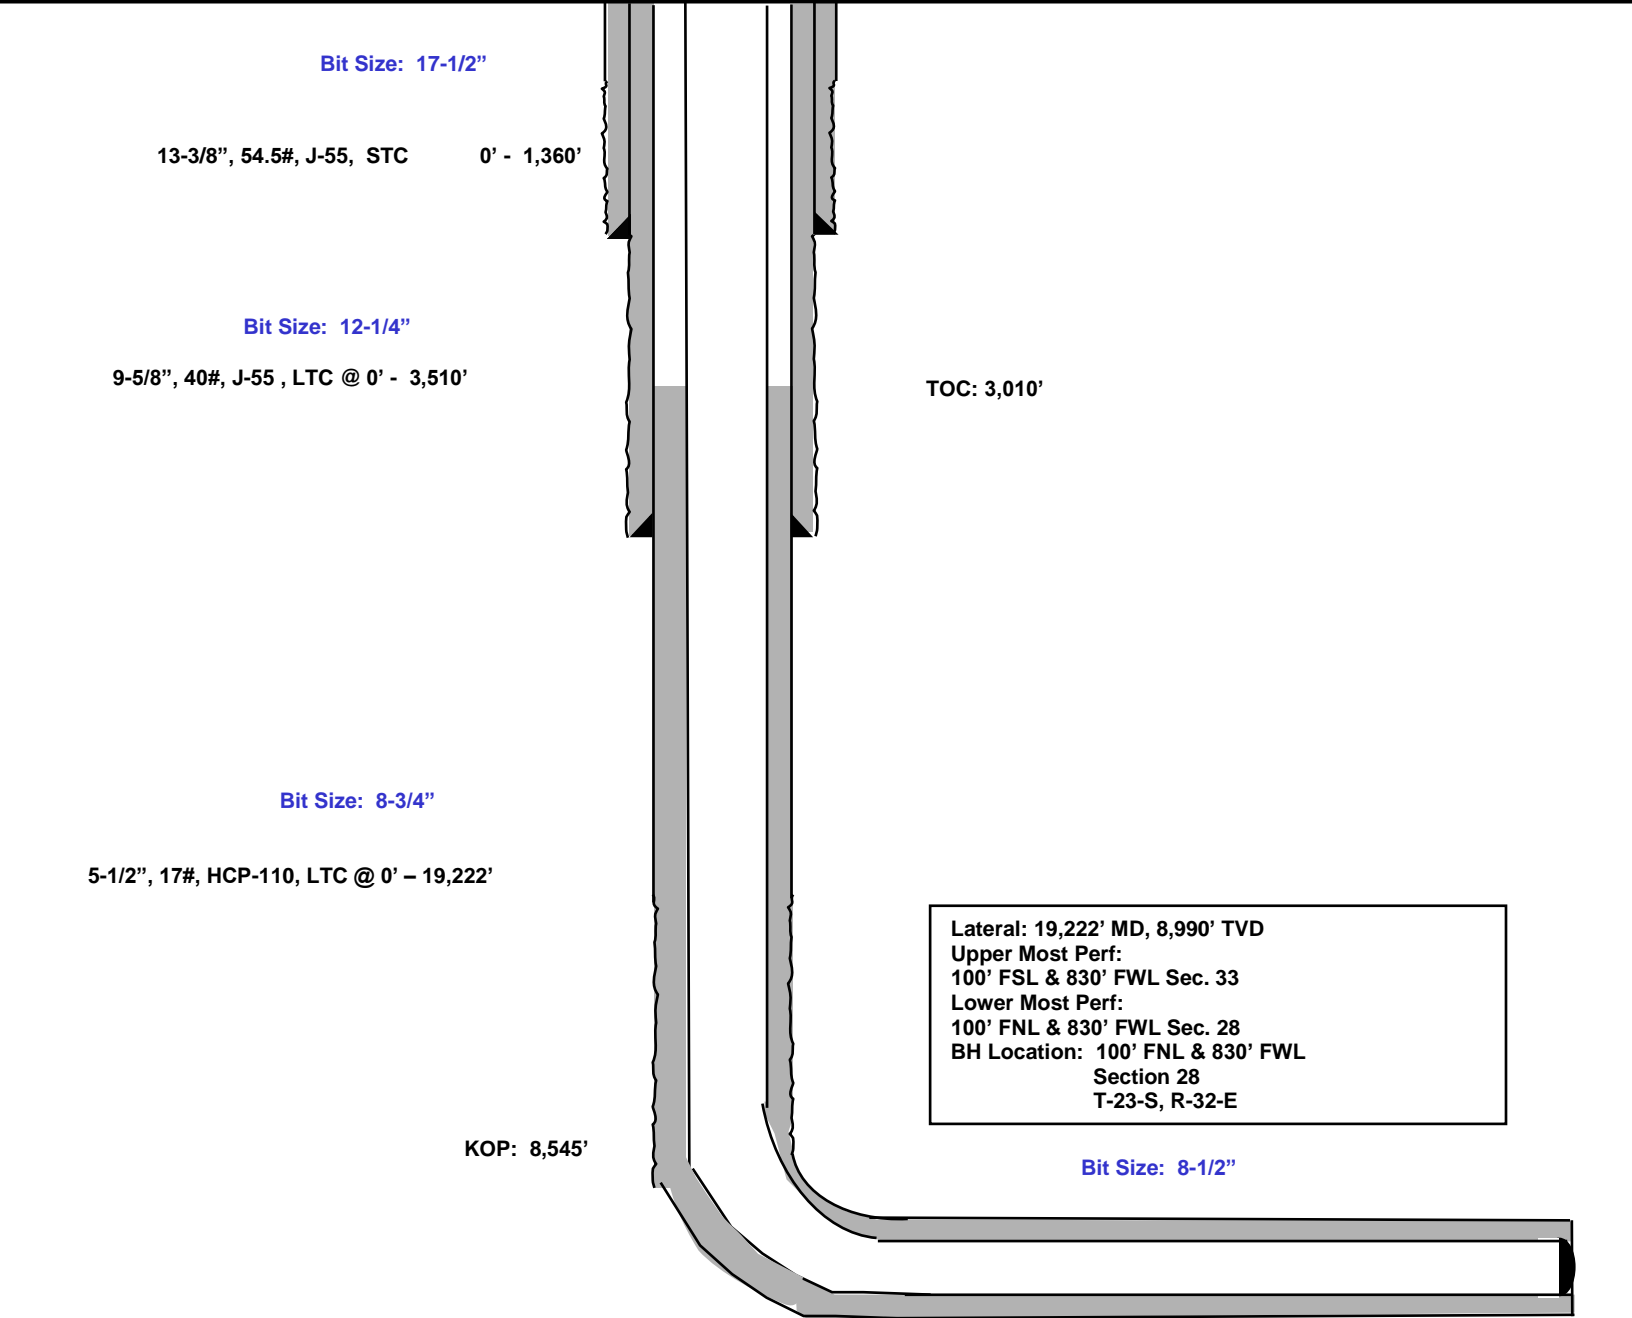 Bit Size: 17-1/2”
13-3/8”, 54.5#, J-55, STC 0’ - 1,360’
Bit Size: 12-1/4”
9-5/8”, 40#, J-55 , LTC @ 0’ - 3,510’
TOC: 3,010’
Bit Size: 8-3/4”
5-1/2”, 17#, HCP-110, LTC @ 0’ – 19,222’
Lateral: 19,222’ MD, 8,990’ TVD
Upper Most Perf:
100’ FSL & 830’ FWL Sec. 33
Lower Most Perf:
100’ FNL & 830’ FWL Sec. 28
BH Location: 100’ FNL & 830’ FWL
Section 28
T-23-S, R-32-E
KOP: 8,545’
Bit Size: 8-1/2”